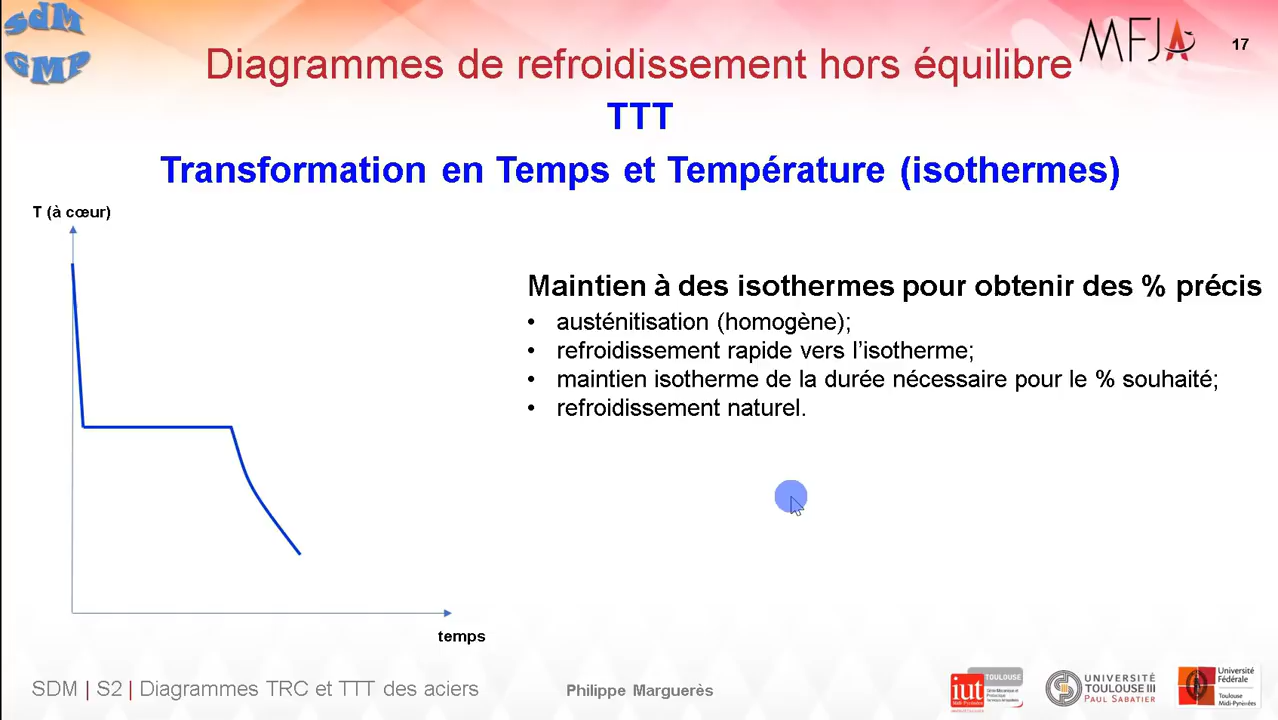 SdM
GMP
MFJA
17
Diagrammes de refroidissement hors équilibre
TTT
Transformation en Temps et Température (isothermes)
T (à cœur)
Maintien à des isothermes pour obtenir des % précis
• austénitisation (homogène);
• refroidissement rapide vers l’isotherme;
• maintien isotherme de la durée nécessaire pour le % souhaité;
• refroidissement naturel.
temps
SDM | S2 | Diagrammes TRC et TTT des aciers
Philippe Marguerès
iut
Midi-Pyrénées
TOULOUSE
UNIVERSITÉ
TOULOUSE III
PAUL SABATIER
Université
Fédérale
Toulouse
Midi-Pyrénées